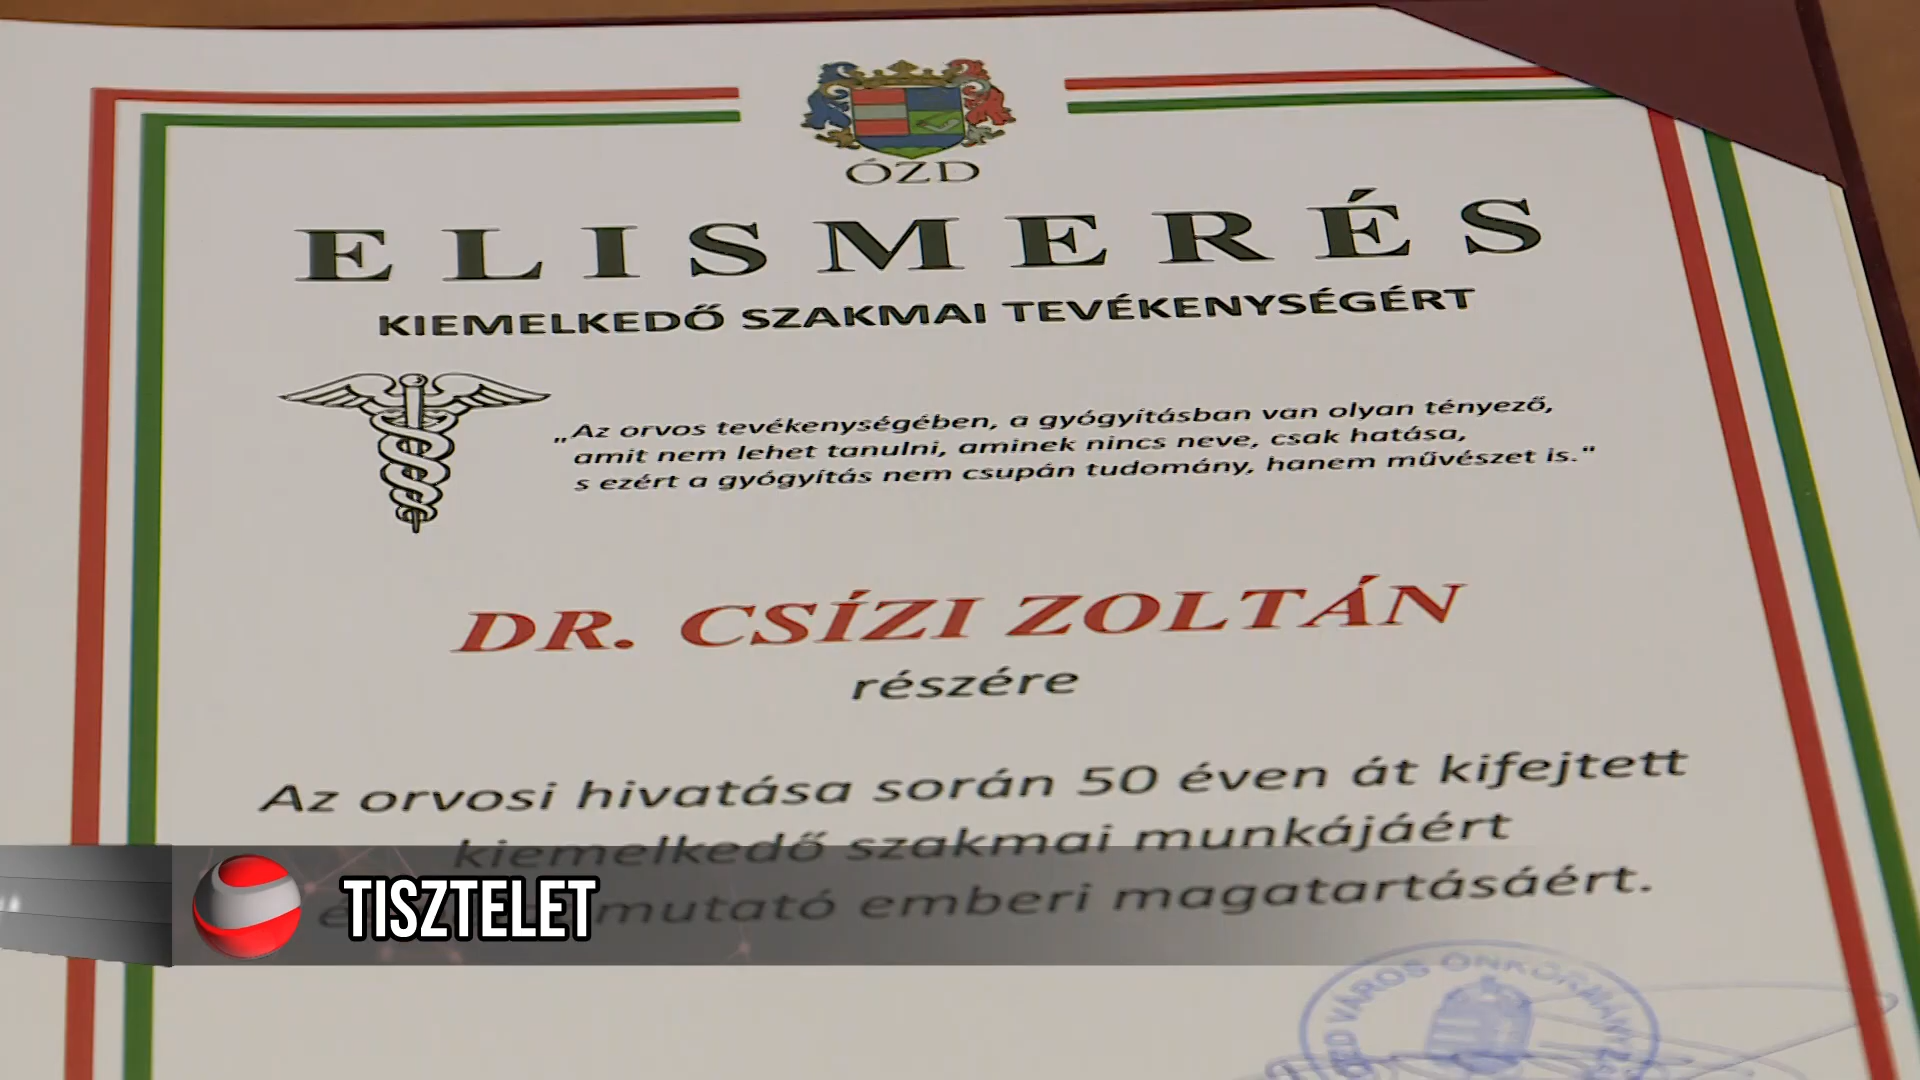 ÓZD
ELISMERÉS
KIEMELKEDŐ SZAKMAI TEVÉKENYSÉGÉRT
„Az orvos tevékenységében, a gyógyításban van olyan tényező,
amit nem lehet tanulni, aminek nincs neve, csak hatása,
s ezért a gyógyítás nem csupán tudomány, hanem művészet is."
DR. CSÍZI ZOLTÁN
részére
Az orvosi hivatása során 50 éven át kifejtett
kiemelkedő szakmai munkájáért
mutató emberi magatartásáért.
TISZTELET
VÁROS ÖNKORMÁNYZ